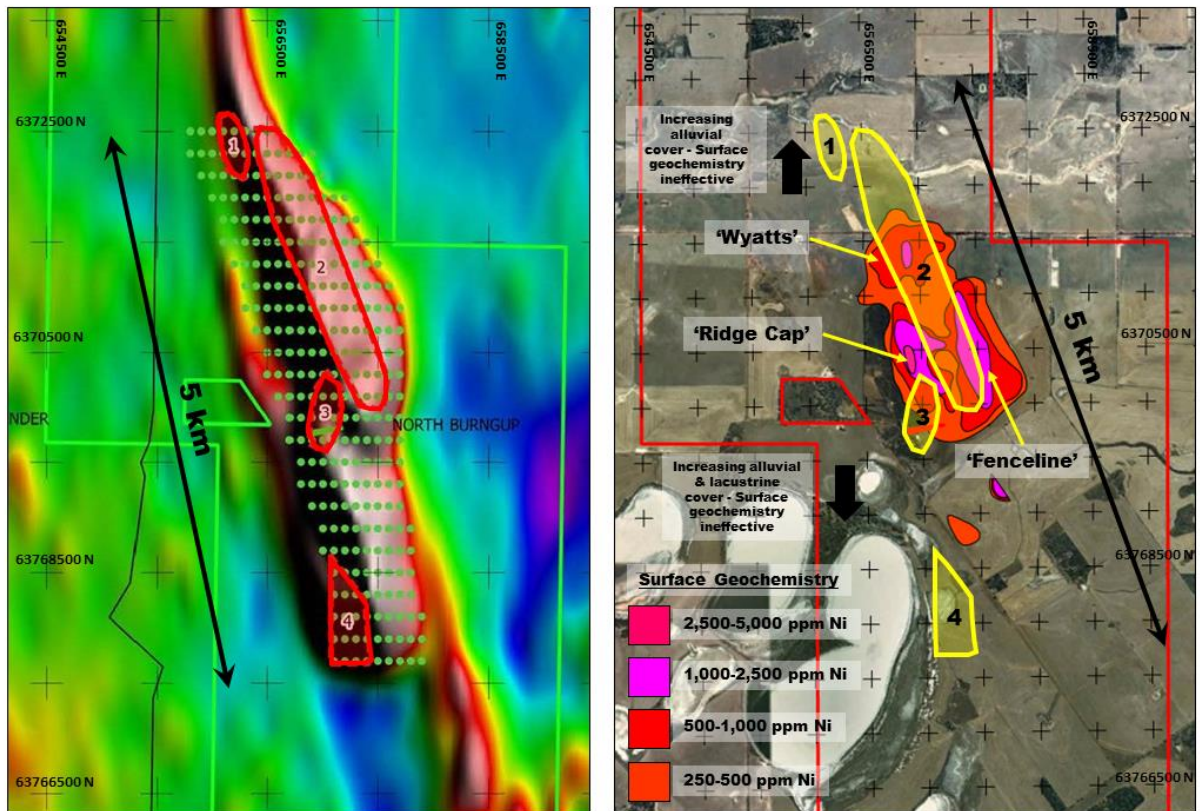 654500 E
656500 E
658500 E
6372500 N
1
2
6370500 N
5 km
3
NDER
NORTH BURNGUP
63768500 N
4
63766500 N
654500 E
656500 E
658500 E
6372500 N
Increasing
alluvial
cover - Surface
geochemistry
ineffective
1
'Wyatts'
2
6370500 N
'Ridge Cap'
5 km
3
'Fenceline'
Increasing alluvial
& lacustrine
cover - Surface
geochemistry
ineffective
63768500 N
4
Surface Geochemistry
2,500-5,000 ppm Ni
1,000-2,500 ppm Ni
500-1,000 ppm Ni
250-500 ppm Ni
63766500 N